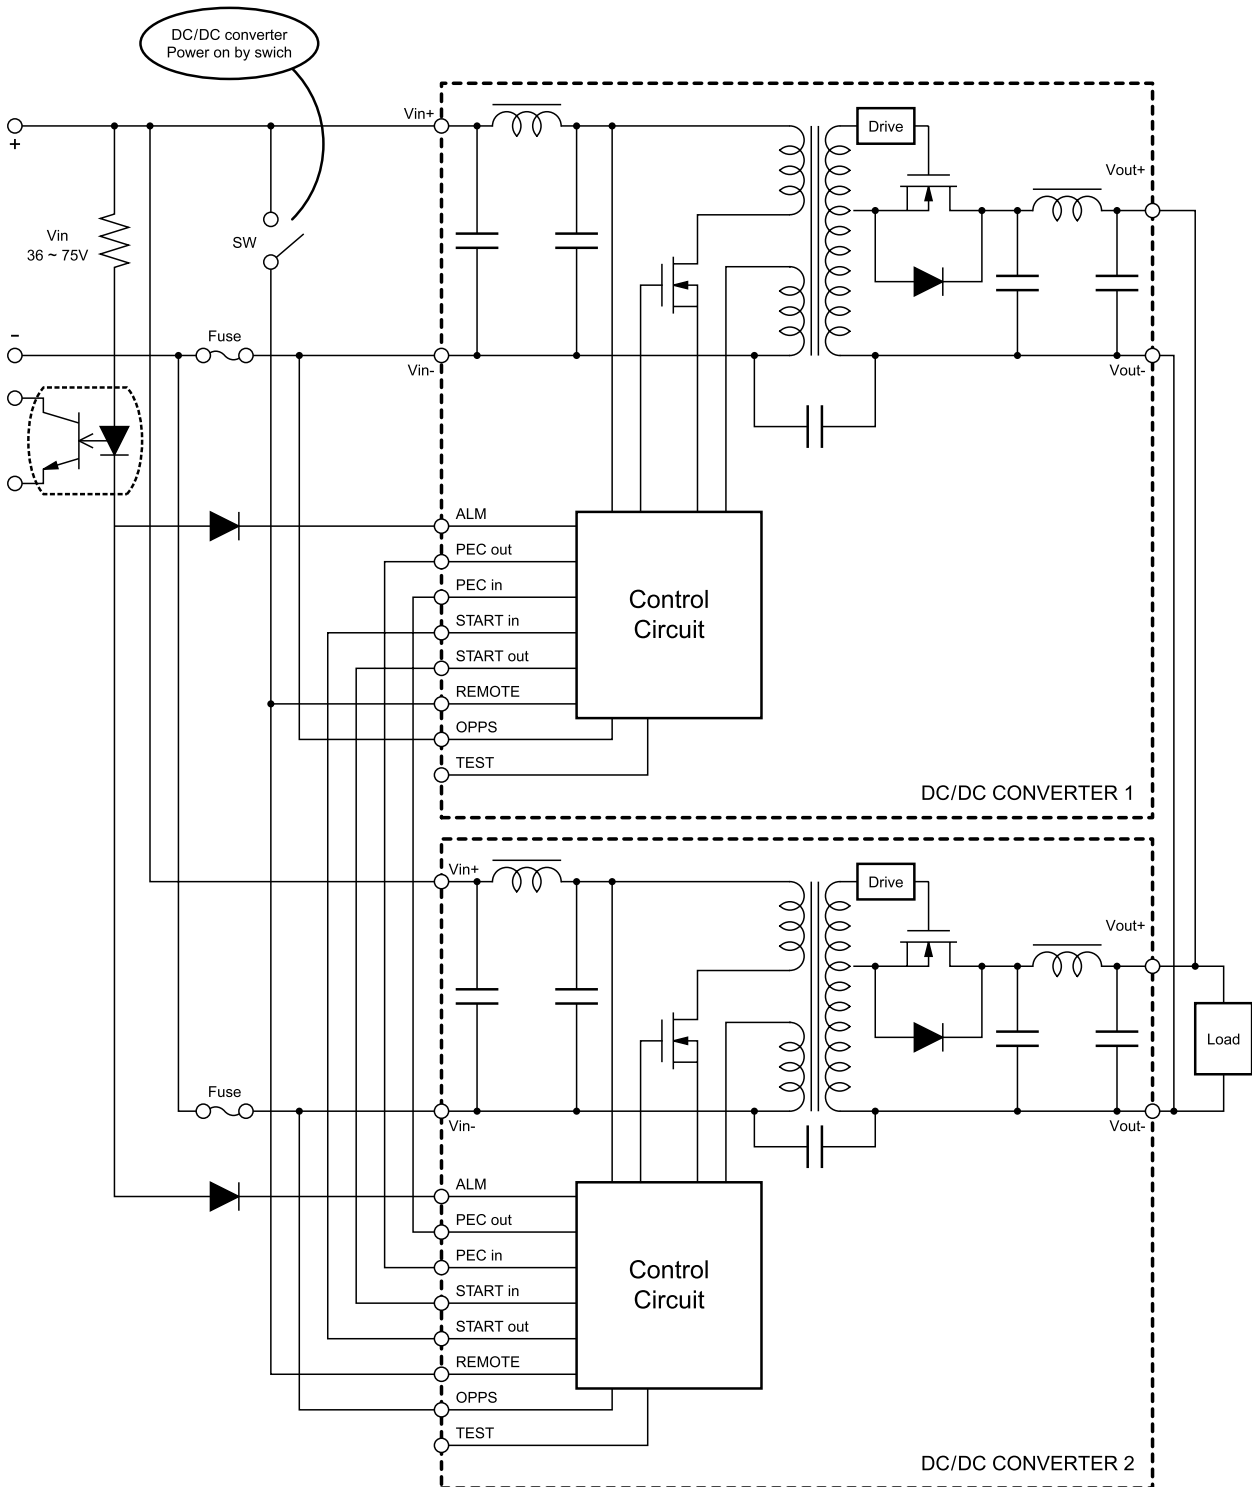 DC/DC converter
Power on by swich
+
Vin
36 ~ 75V
SW
-
Fuse
Vin+
Vin-
Drive
Vout+
Vout-
ALM
PEC out
PEC in
START in
START out
REMOTE
OPPS
TEST
Control
Circuit
DC/DC CONVERTER 1
Vin+
Drive
Vout+
Load
Fuse
Vin-
Vout-
ALM
PEC out
PEC in
START in
START out
REMOTE
OPPS
TEST
Control
Circuit
DC/DC CONVERTER 2